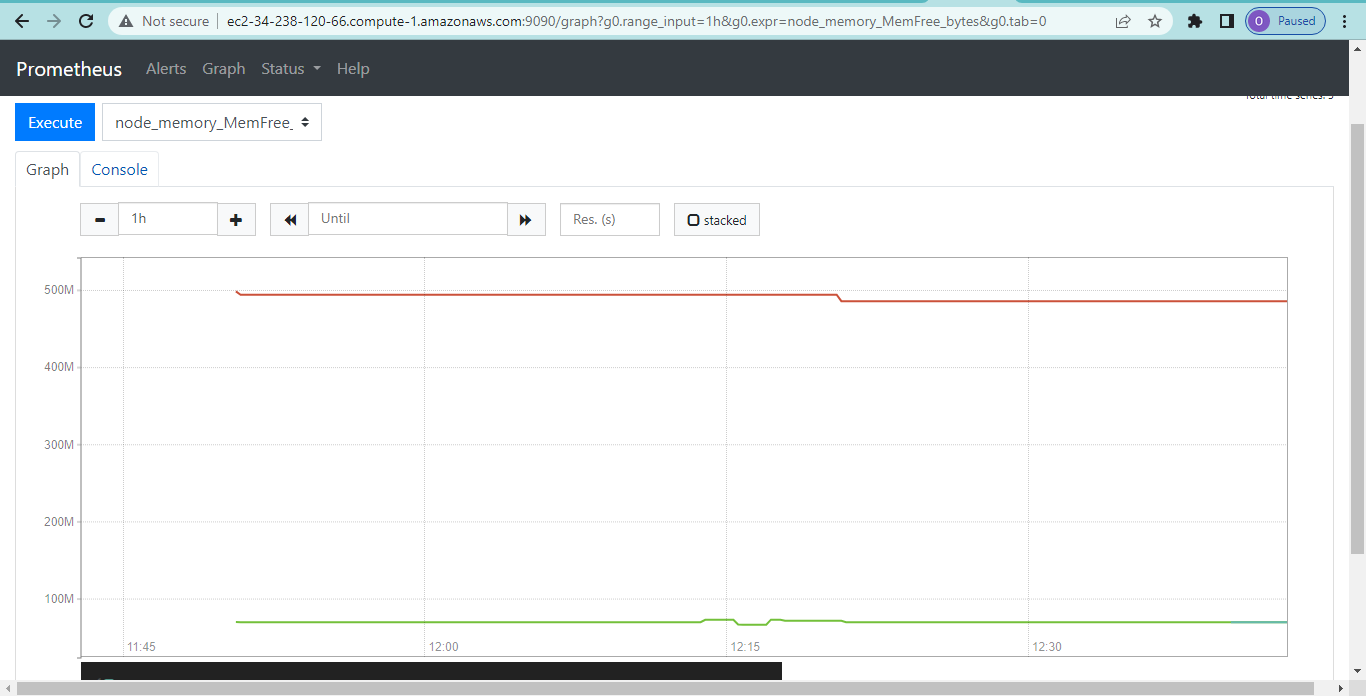 Not secure ec2-34-238-120-66.compute-1.amazonaws.com:9090/graph?g0.range_input=1h&g0.expr=node_memory_MemFree_bytes&g0.tab=0 O Paused
Prometheus Alerts Graph Status Help
Execute node_memory_MemFree_
Graph Console
1h Until Res. (s) stacked
500M
400M
300M
200M
100M
11:45 12:00 12:15 12:30